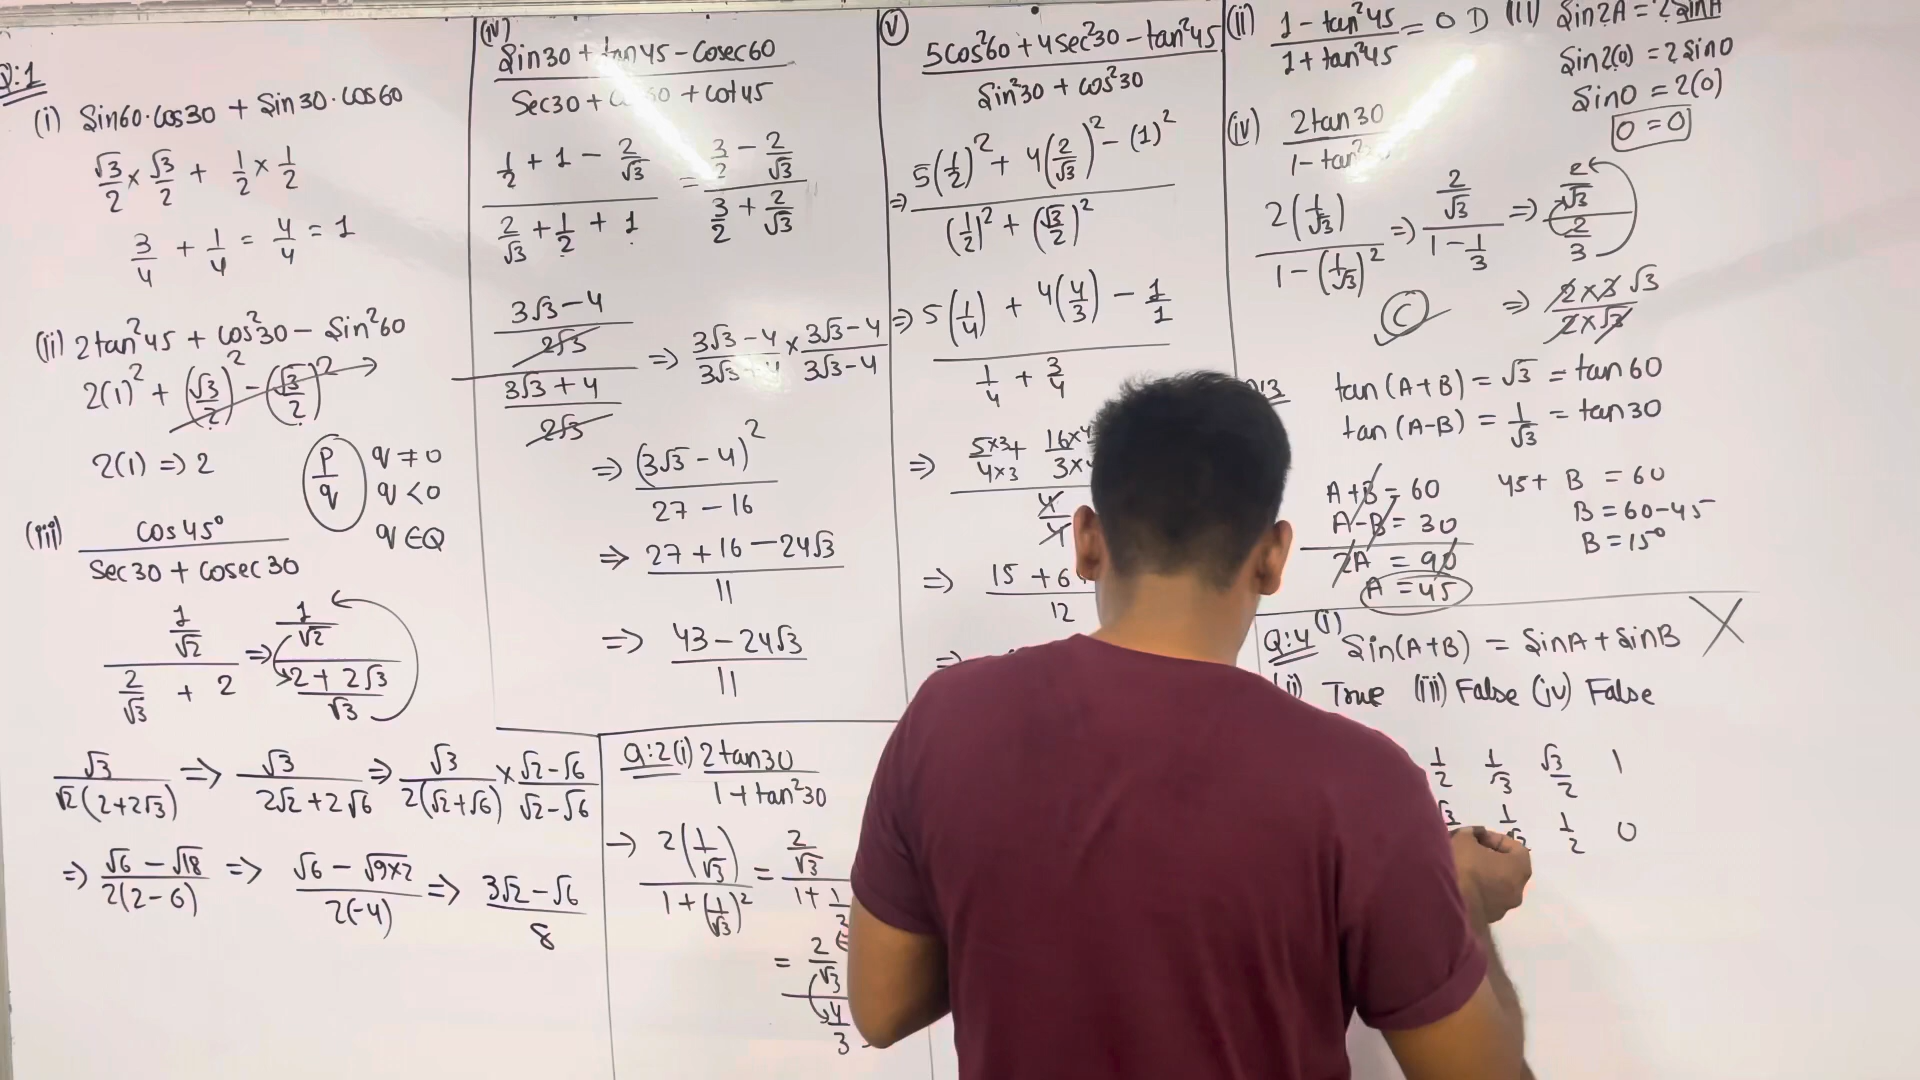 Q:1
(i) Sin60·cos30 + Sin30·cos60
√3/2 × √3/2 + 1/2 × 1/2
3/4 + 1/4 = 4/4 = 1
(ii) 2tan²45 + cos²30 – Sin²60
2(1)² + (√3/2)² – (√3/2)²
2(1) => 2
p/q q ≠ 0
q < 0
q ∈ Q
(iii) cos45° / Sec30 + cosec30
1/√2 / 2/√3 + 2 => 1/√2 / 2+2√3/√3
√3 / √2(2+2√3) => √3 / 2√2+2√6 => √3 / 2(√2+√6) × √2–√6 / √2–√6
=> √6 – √18 / 2(2–6) => √6 – √9×2 / 2(–4) => 3√2 – √6 / 8
(iv)
Sin30 + tan45 – Cosec60
Sec30 + + cot45
1/2 + 1 – 2/√3 / 2/√3 + 1/2 + 1 = 3/2 – 2/√3 / 3/2 + 2/√3
3√3–4/2√3 / 3√3+4/2√3 => 3√3–4 / 3√3 4 × 3√3–4 / 3√3–4
=> (3√3 – 4)² / 27 – 16
=> 27 + 16 – 24√3 / 11
=> 43 – 24√3 / 11
Q:2 (i) 2tan30 / 1+tan²30
→ 2(1/√3) / 1+(1/√3)² = 2/√3 / 1+1/3
= 2/√3 / 4/3
(v) 5cos²60 + 4sec²30 – tan²45 / Sin²30 + cos²30
=> 5(1/2)² + 4(2/√3)² – (1)² / (1/2)² + (√3/2)²
=> 5(1/4) + 4(4/3) – 1/1 / 1/4 + 3/4
=> 5×3/4×3 + 16×4/3×4 / 4/4
=> 15 + 6 / 12
=>
(ii) 1 – tan²45 / 1 + tan²45 = 0 D
(iii) Sin2A = 2SinA
Sin2(0) = 2Sin0
Sin0 = 2(0)
0 = 0
(iv) 2tan30 / 1–tan²
2(1/√3) / 1 – (1/√3)² => 2/√3 / 1 – 1/3 => 2/√3 / 2/3
C => 2×3√3 / 2×√3
13 tan(A+B) = √3 = tan60
tan(A–B) = 1/√3 = tan30
A+B = 60
A–B = 30
2A = 90
A = 45
45 + B = 60
B = 60–45
B = 15°
Q:4 (i) Sin(A+B) = SinA + SinB X
(ii) True (iii) False (iv) False
1/2 1/√3 √3/2 1
1/2 0